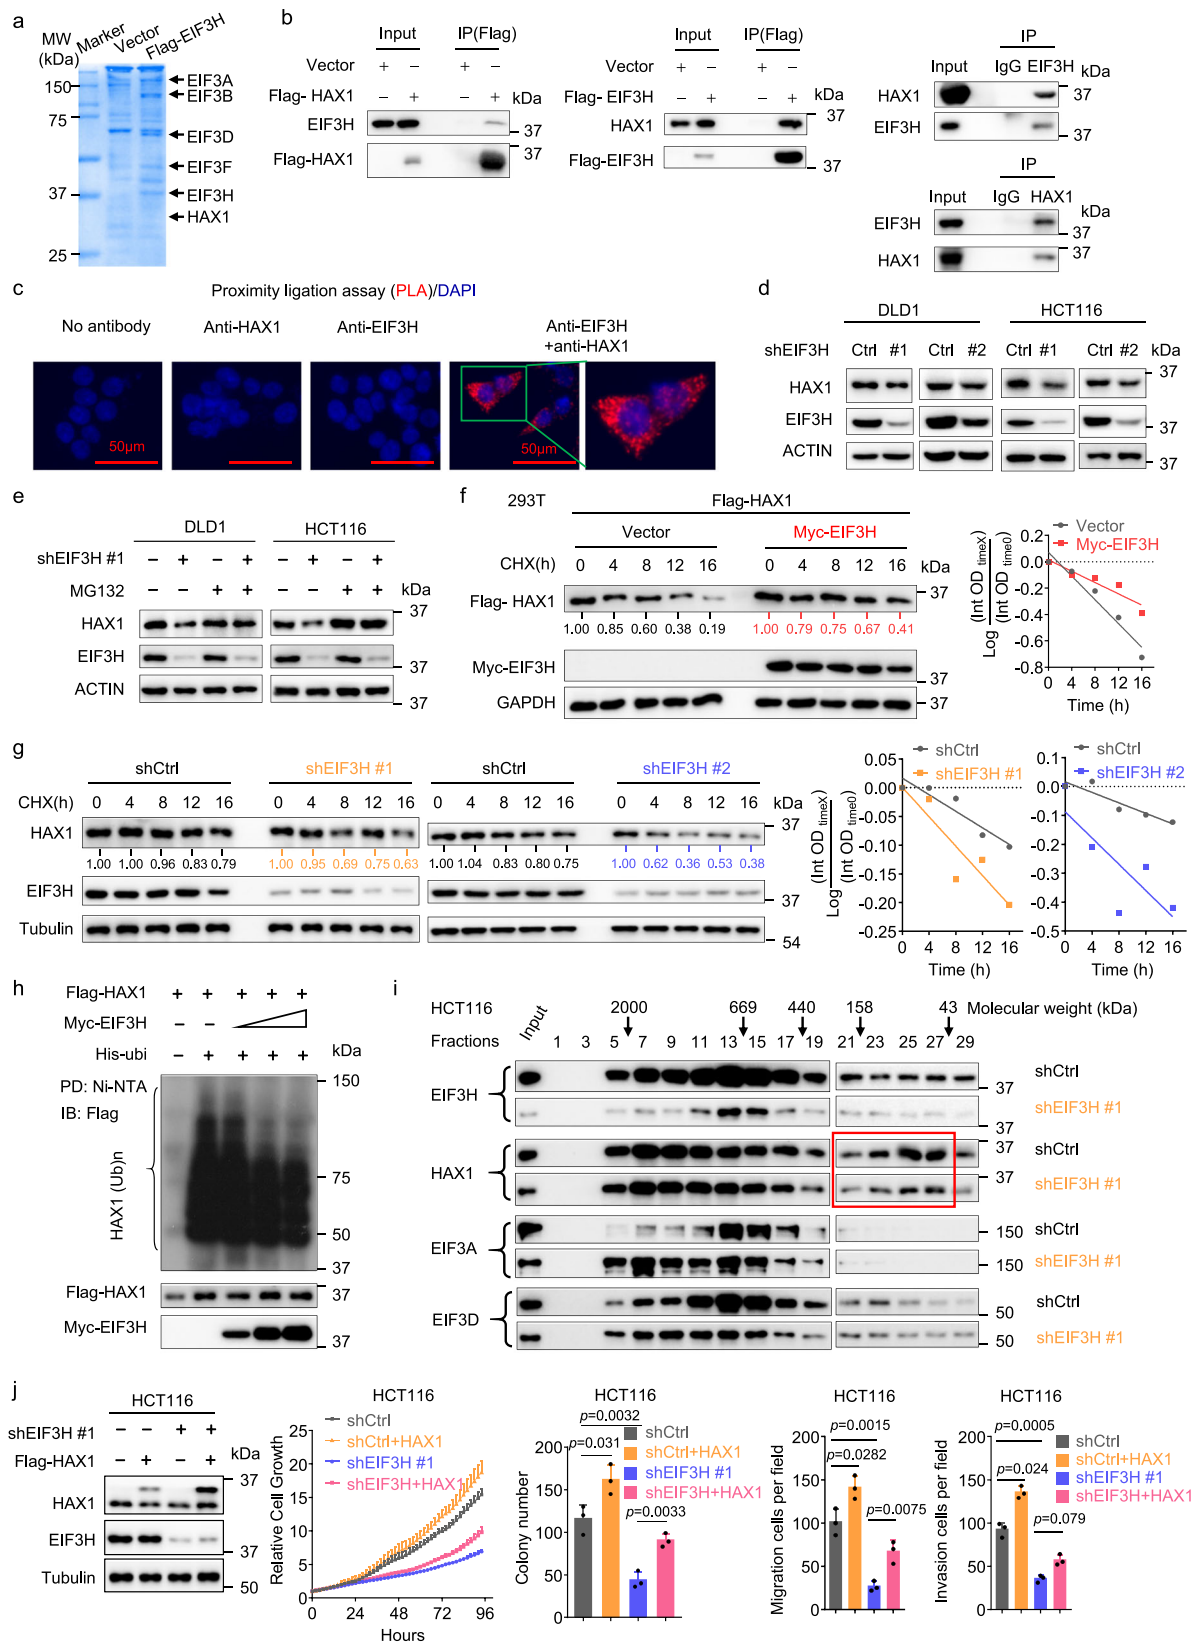 a
MW
(kDa)
Marker
Vector
Flag-EIF3H
150
75
37
25
EIF3A
EIF3B
EIF3D
EIF3F
EIF3H
HAX1
b
Input IP(Flag)
Vector + – + –
Flag- HAX1 – + – + kDa
EIF3H
37
Flag-HAX1
37
Input IP(Flag)
Vector + – + –
Flag- EIF3H – + – + kDa
HAX1
37
Flag-EIF3H
37
IP
Input IgG EIF3H
kDa
HAX1
37
EIF3H
37
IP
Input IgG HAX1
kDa
EIF3H
37
HAX1
37
c
Proximity ligation assay (PLA)/DAPI
No antibody Anti-HAX1 Anti-EIF3H Anti-EIF3H
+anti-HAX1
50μm
50μm
d
DLD1 HCT116
shEIF3H Ctrl #1 Ctrl #2 Ctrl #1 Ctrl #2 kDa
37
HAX1
EIF3H
37
ACTIN
37
e
DLD1 HCT116
shEIF3H #1 – + – + – + – +
MG132 – – + + – – + + kDa
37
HAX1
EIF3H
37
ACTIN
37
f
293T
Flag-HAX1
Vector Myc-EIF3H
CHX(h) 0 4 8 12 16 0 4 8 12 16 kDa
37
Flag- HAX1
1.00 0.85 0.60 0.38 0.19 1.00 0.79 0.75 0.67 0.41
Myc-EIF3H
37
GAPDH
37
Vector
Myc-EIF3H
Log (Int OD timeX) (Int OD time0)
0.2
0.0
-0.2
-0.4
-0.6
-0.8
0 4 8 12 16
Time (h)
g
shCtrl shEIF3H #1 shCtrl shEIF3H #2
CHX(h) 0 4 8 12 16 0 4 8 12 16 0 4 8 12 16 0 4 8 12 16 kDa
37
HAX1
1.00 1.00 0.96 0.83 0.79 1.00 0.95 0.69 0.75 0.63 1.00 1.04 0.83 0.80 0.75 1.00 0.62 0.36 0.53 0.38
EIF3H
37
Tubulin
54
Log (Int OD timeX) (Int OD time0)
shCtrl
shEIF3H #1
0.05
0.00
-0.05
-0.10
-0.15
-0.20
-0.25
0 4 8 12 16
Time (h)
shCtrl
shEIF3H #2
0.1
0.0
-0.1
-0.2
-0.3
-0.4
-0.5
0 4 8 12 16
Time (h)
h
Flag-HAX1 + + + + +
Myc-EIF3H – –
His-ubi – + + + + kDa
150
PD: Ni-NTA
IB: Flag
HAX1 (Ub)n
75
50
37
Flag-HAX1 37
Myc-EIF3H
37
i
HCT116 Input 2000 669 440 158 43 Molecular weight (kDa)
Fractions 1 3 5 7 9 11 13 15 17 19 21 23 25 27 29
EIF3H
shCtrl
37
shEIF3H #1
37
HAX1
37
shCtrl
37
shEIF3H #1
EIF3A
shCtrl
150
150 shEIF3H #1
EIF3D
shCtrl
50
50 shEIF3H #1
j
HCT116
shEIF3H #1 – – + +
Flag-HAX1 – + – + kDa
37
HAX1
EIF3H
37
Tubulin
50
HCT116
Relative Cell Growth
25
20
15
10
5
0
shCtrl
shCtrl+HAX1
shEIF3H #1
shEIF3H+HAX1
0 24 48 72 96
Hours
HCT116
Colony number
200
150
100
50
0
p=0.0032
p=0.031
p=0.0033
shCtrl
shCtrl+HAX1
shEIF3H #1
shEIF3H+HAX1
HCT116
Migration cells per field
200
150
100
50
0
p=0.0015
p=0.0282
p=0.0075
HCT116
Invasion cells per field
200
150
100
50
0
p=0.0005
p=0.024
p=0.079
shCtrl
shCtrl+HAX1
shEIF3H #1
shEIF3H+HAX1